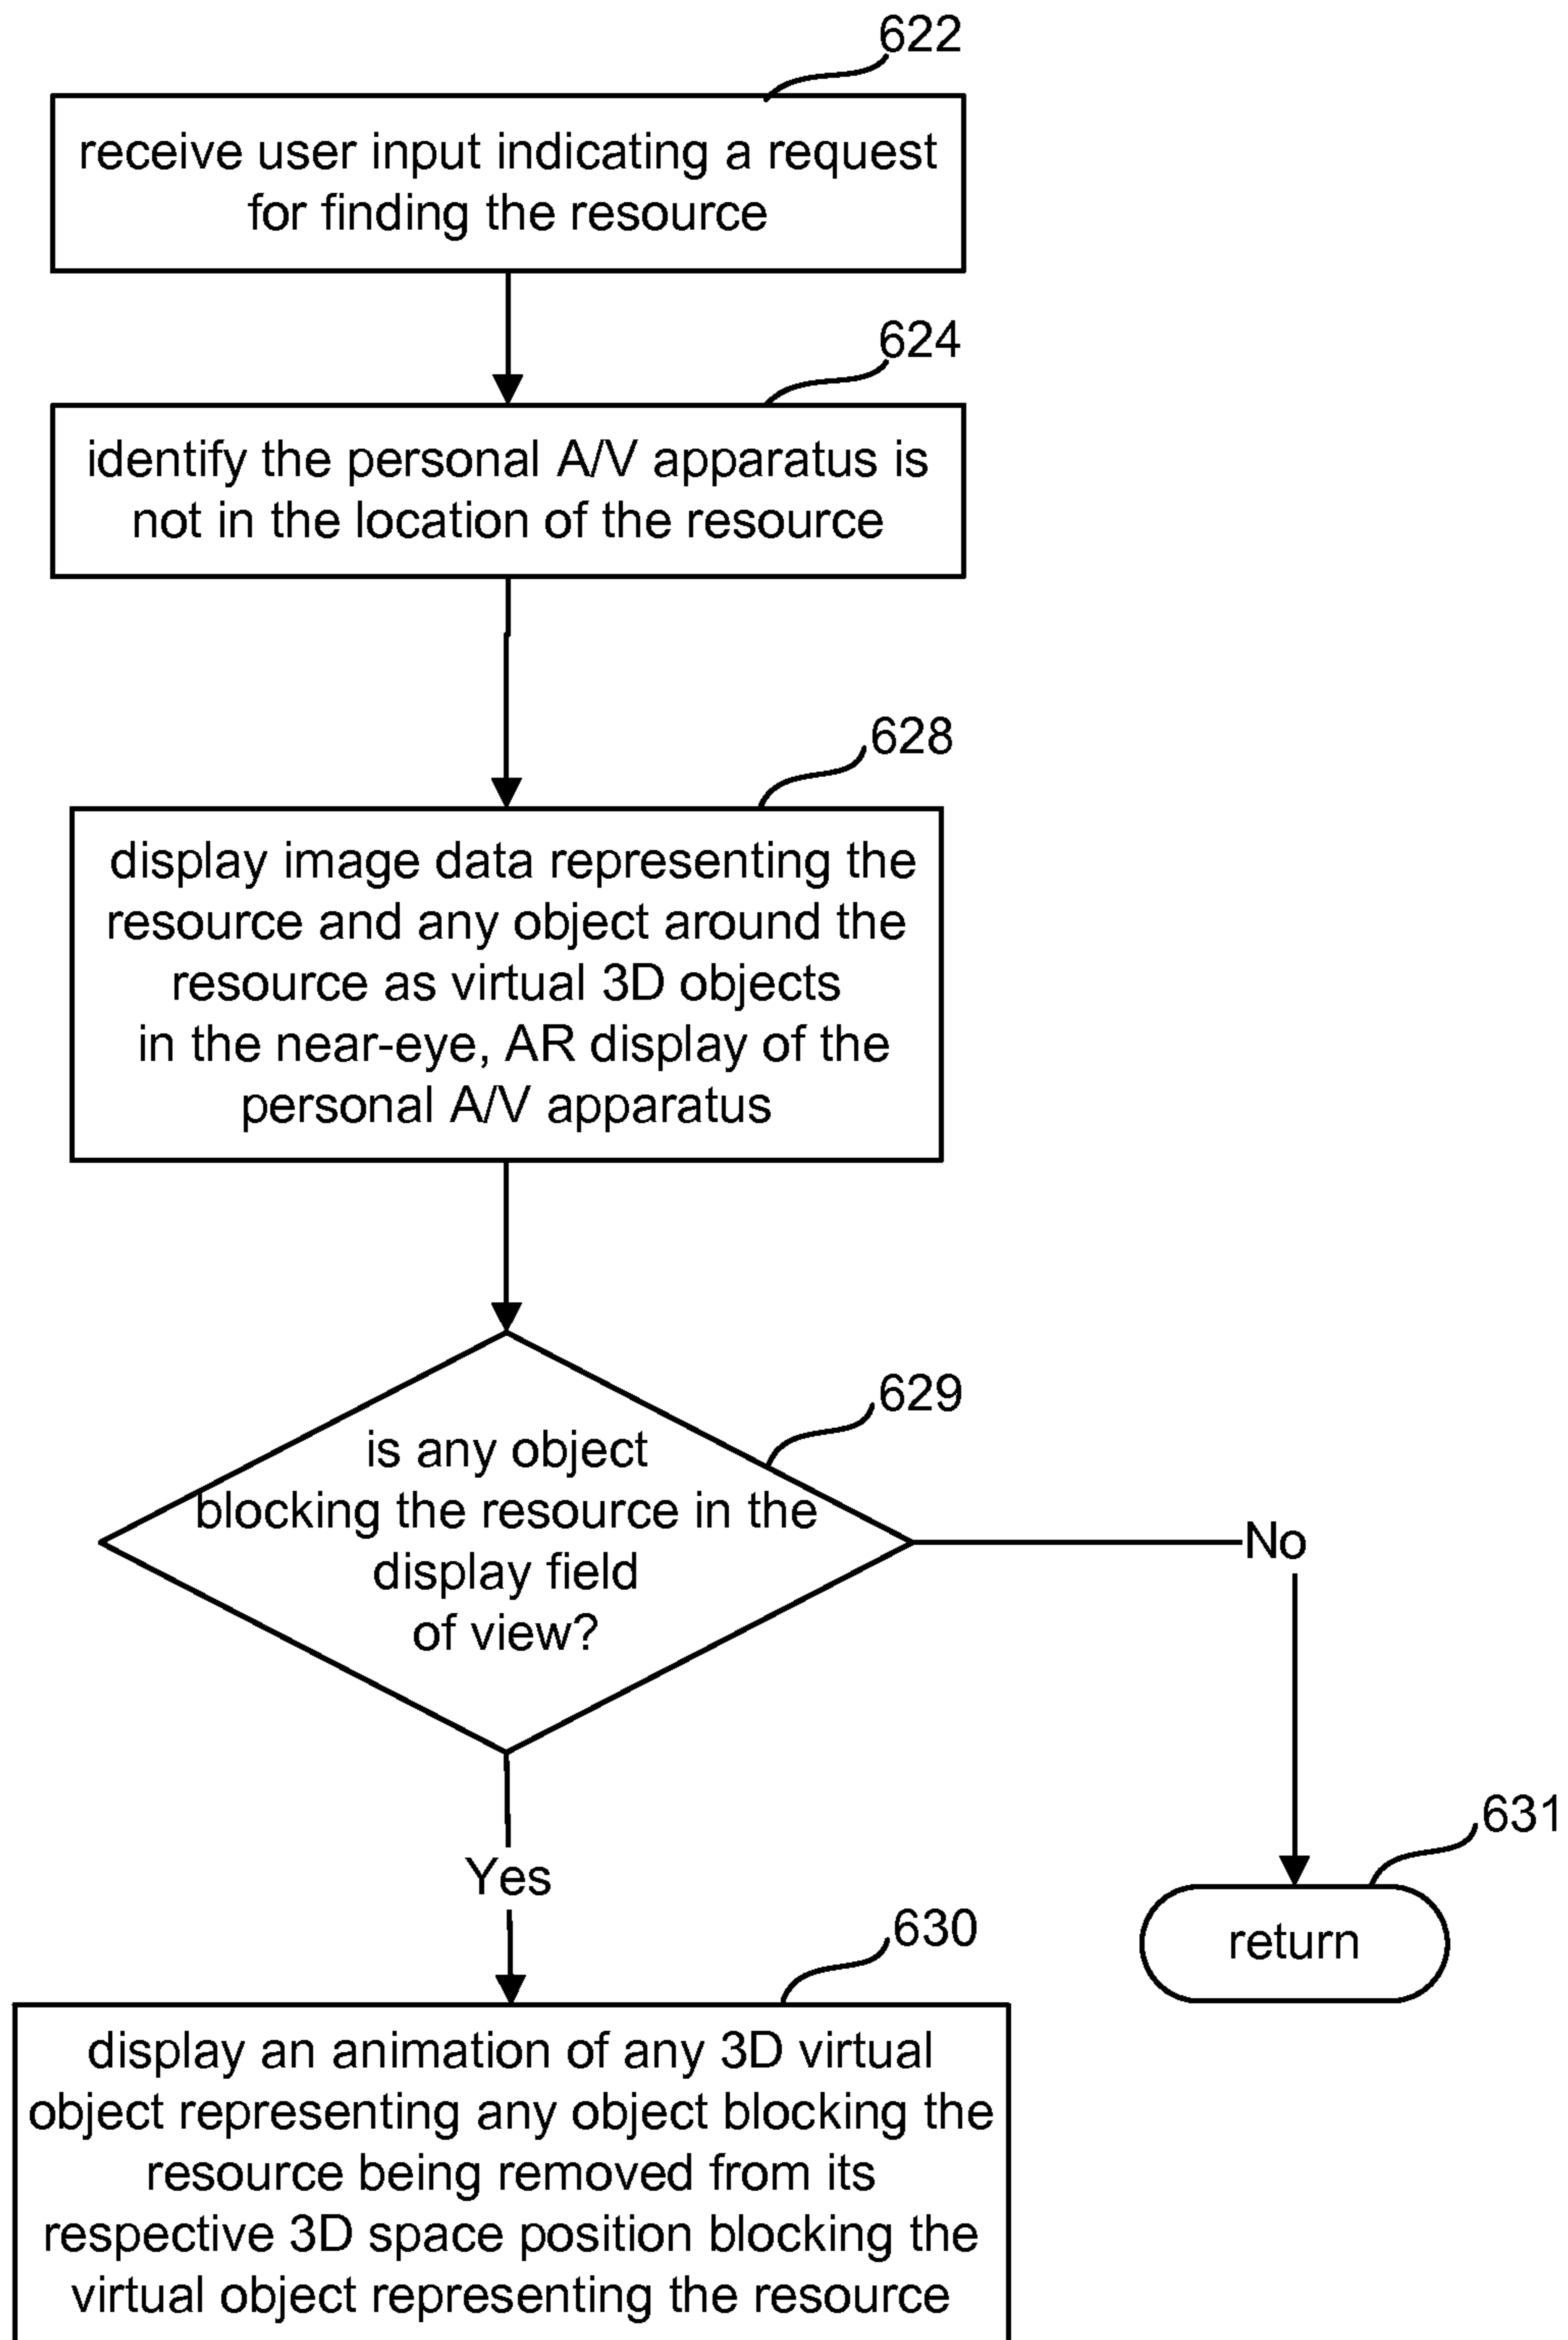 622
receive user input indicating a request
for finding the resource
624
identify the personal A/V apparatus is
not in the location of the resource
628
display image data representing the
resource and any object around the
resource as virtual 3D objects
in the near-eye, AR display of the
personal A/V apparatus
629
is any object
blocking the resource in the
display field
of view?
No
Yes
631
return
630
display an animation of any 3D virtual
object representing any object blocking the
resource being removed from its
respective 3D space position blocking the
virtual object representing the resource